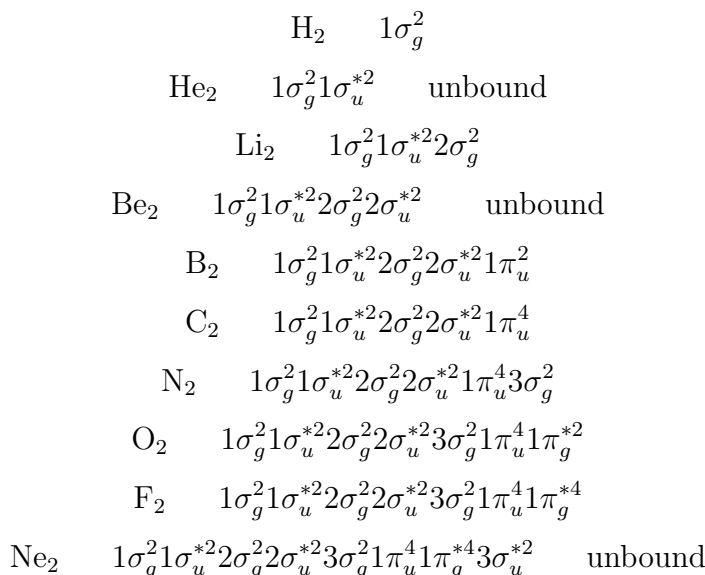 H₂ 1σ_g^2
He₂ 1σ_g^2 1σ_u^{*2} unbound
Li₂ 1σ_g^2 1σ_u^{*2} 2σ_g^2
Be₂ 1σ_g^2 1σ_u^{*2} 2σ_g^2 2σ_u^{*2} unbound
B₂ 1σ_g^2 1σ_u^{*2} 2σ_g^2 2σ_u^{*2} 1π_u^2
C₂ 1σ_g^2 1σ_u^{*2} 2σ_g^2 2σ_u^{*2} 1π_u^4
N₂ 1σ_g^2 1σ_u^{*2} 2σ_g^2 2σ_u^{*2} 1π_u^4 3σ_g^2
O₂ 1σ_g^2 1σ_u^{*2} 2σ_g^2 2σ_u^{*2} 3σ_g^2 1π_u^4 1π_g^{*2}
F₂ 1σ_g^2 1σ_u^{*2} 2σ_g^2 2σ_u^{*2} 3σ_g^2 1π_u^4 1π_g^{*4}
Ne₂ 1σ_g^2 1σ_u^{*2} 2σ_g^2 2σ_u^{*2} 3σ_g^2 1π_u^4 1π_g^{*4} 3σ_u^{*2} unbound